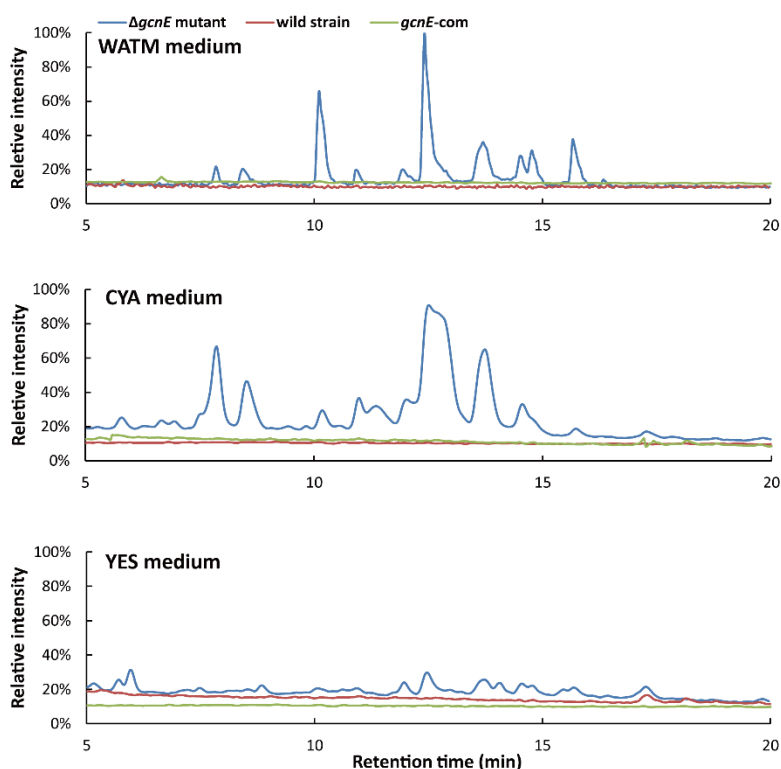 ΔgcnE mutant wild strain gcnE-com
WATM medium
Reletive intensity
100%
80%
60%
40%
20%
0%
5 10 15 20
CYA medium
Reletive intensity
100%
80%
60%
40%
20%
0%
5 10 15 20
YES medium
Relative intensity
100%
80%
60%
40%
20%
0%
5 10 15 20
Retention time (min)